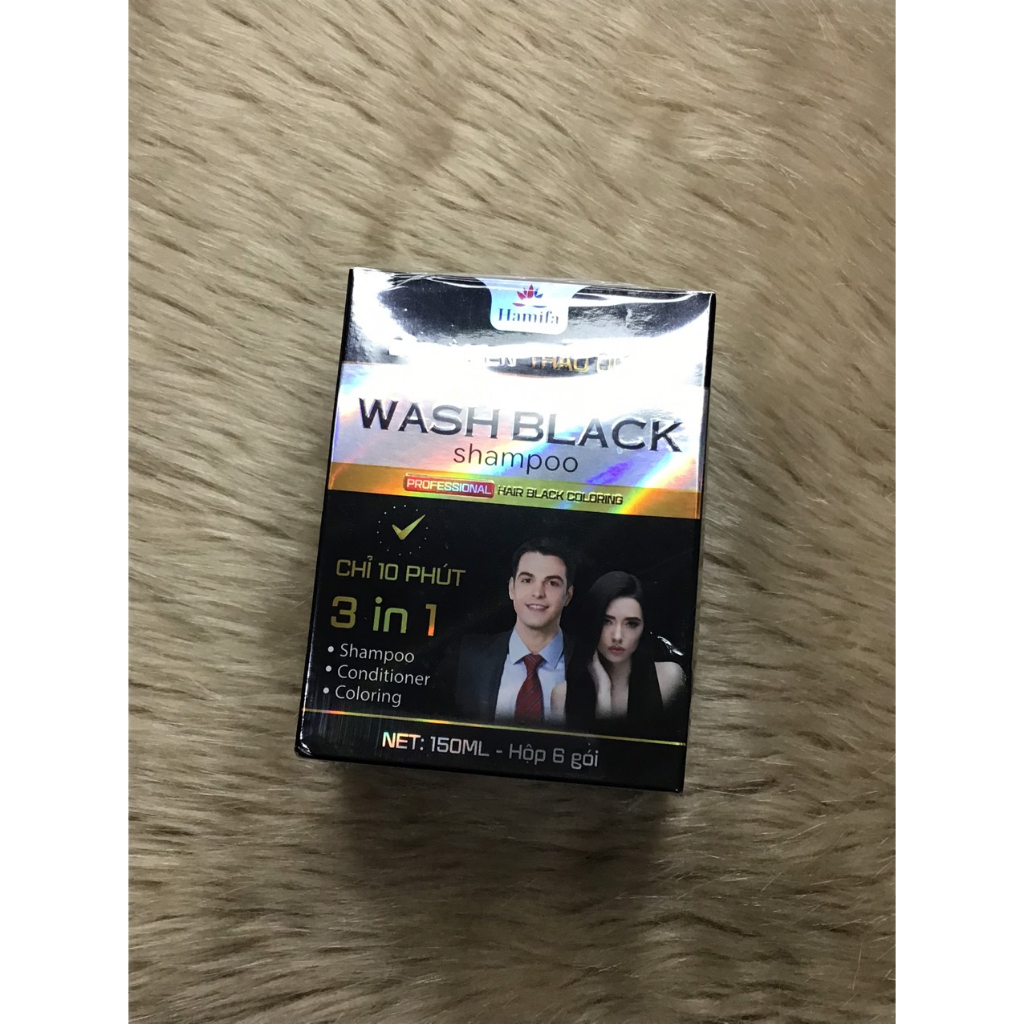 Hamifa
THẢO
WASH BLACK
shampoo
PROFESSIONAL HAIR BLACK COLORING
CHỈ 10 PHÚT
3 in 1
• Shampoo
• Conditioner
• Coloring
NET: 150ML - Hộp 6 gói